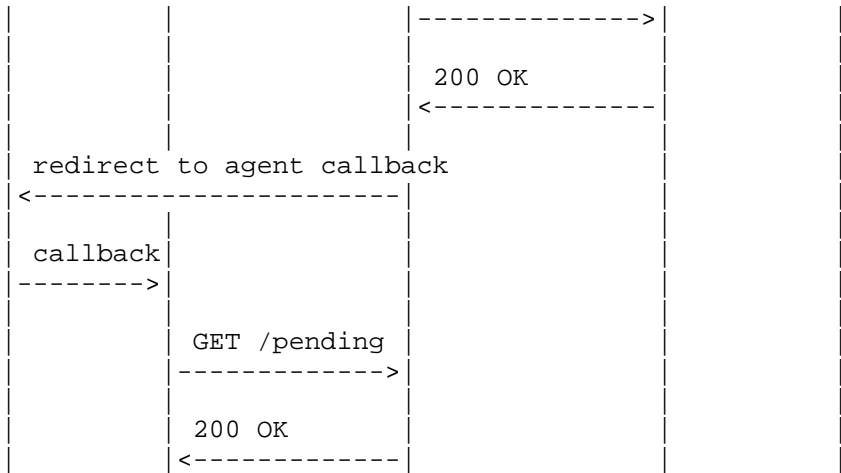 200 OK
redirect to agent callback
callback
GET /pending
200 OK